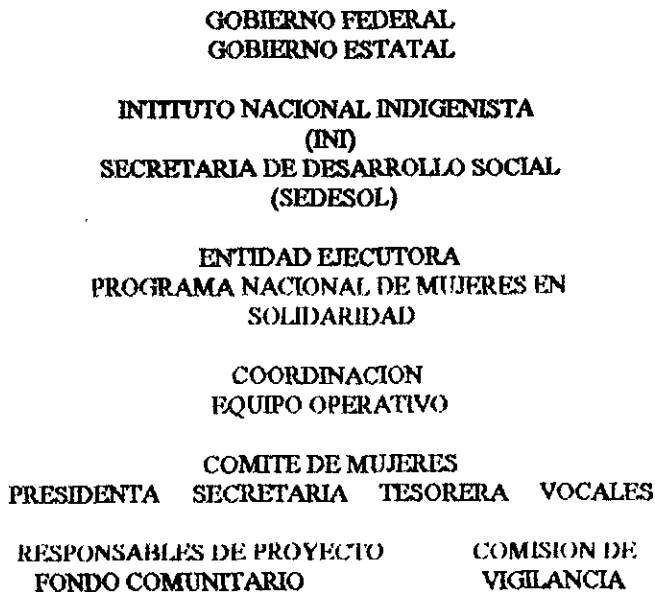 GOBIERNO FEDERAL
GOBIERNO ESTATAL
INTITUTO NACIONAL INDIGENISTA
(INI)
SECRETARIA DE DESARROLLO SOCIAL
(SEDESOL)
ENTIDAD EJECUTORA
PROGRAMA NACIONAL DE MUJERES EN
SOLIDARIDAD
COORDINACION
EQUIPO OPERATIVO
COMITE DE MUJERES
PRESIDENTA SECRETARIA TESORERA VOCALES
RESPONSABLES DE PROYECTO COMISION DE
FONDO COMUNITARIO VIGILANCIA